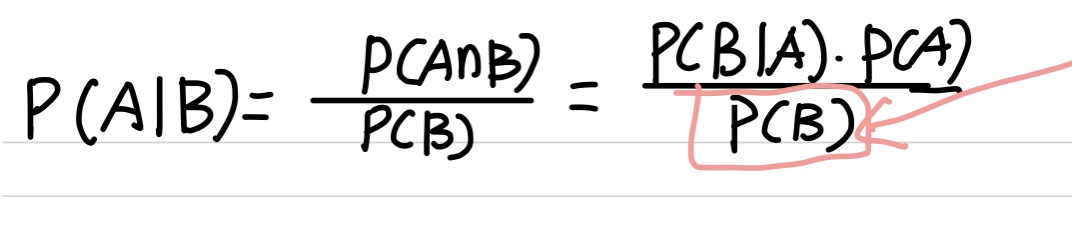 P(A|B) = P(A∩B) / P(B) = P(B|A) · P(A) / P(B)